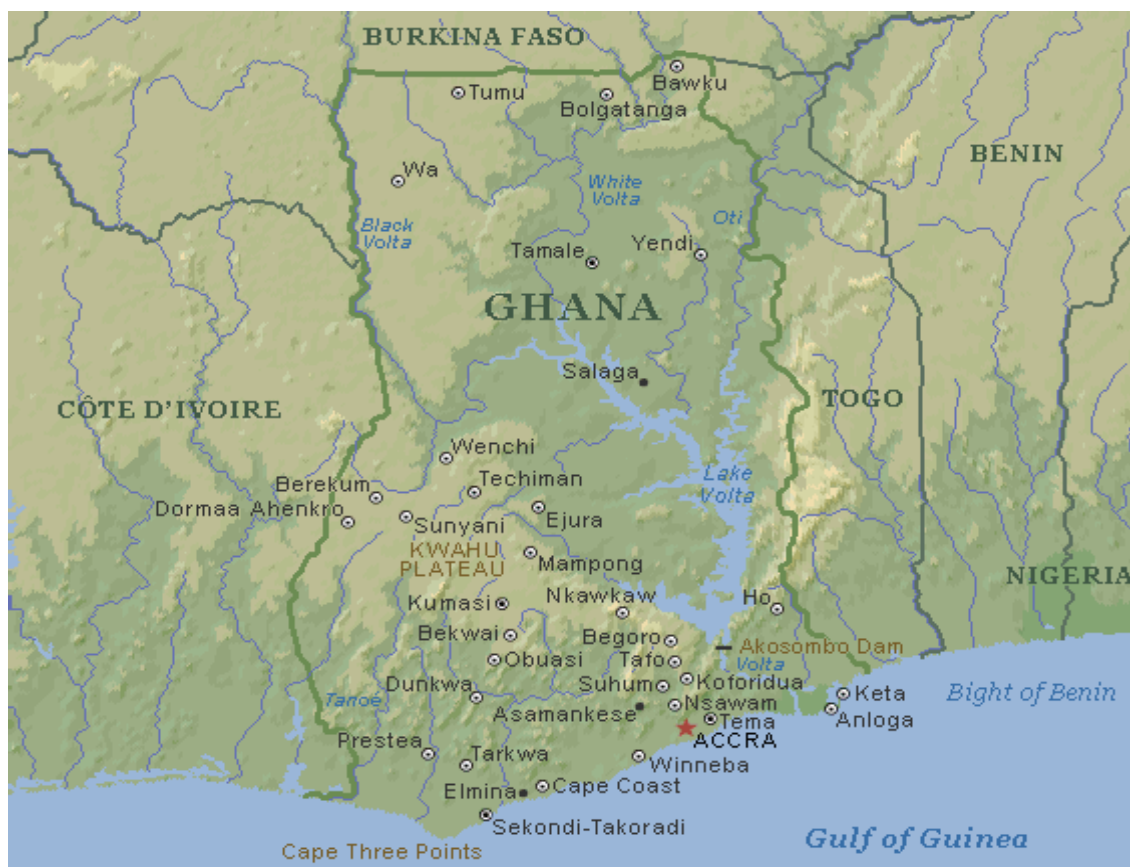 BURKINA FASO
Bawku
Tumu
Bolgatanga
BENIN
Wa
White
Volta
Black
Volta
Oti
Tamale
Yendi
GHANA
Salaga
CÔTE D'IVOIRE
TOGO
Wenchi
Techiman
Lake
Volta
Berekum
Dormaa Ahenkro
Sunyani
Ejura
KWAHU
PLATEAU
Mampong
NIGERIA
Kumasi
Nkawkaw
Ho
Bekwai
Begoro
Akosombo Dam
Obuasi
Tafo
Volta
Dunkwa
Suhum
Koforidua
Keta
Bight of Benin
Tanoe
Asamankese
Nsawam
Anloga
Tema
Prestea
Tarkwa
ACCRA
Winneba
Elmina
Cape Coast
Sekondi-Takoradi
Gulf of Guinea
Cape Three Points